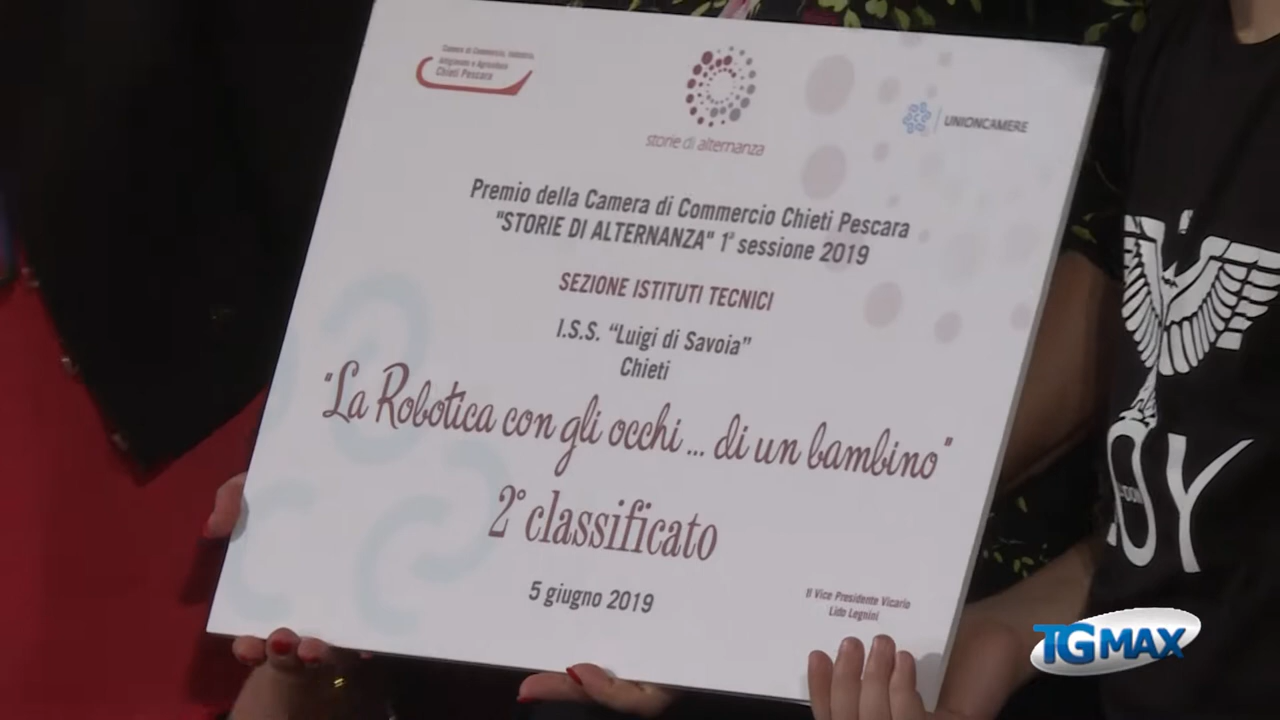 Camera di Commercio, Industria,
Artigianato e Agricoltura
Chieti Pescara
storie di alternanza
UNIONCAMERE
Premio della Camera di Commercio Chieti Pescara
"STORIE DI ALTERNANZA" 1ª sessione 2019
SEZIONE ISTITUTI TECNICI
I.S.S. “Luigi di Savoia”
Chieti
"La Robotica con gli occhi ... di un bambino"
2° classificato
5 giugno 2019
Il Vice Presidente Vicario
Lido Legnini
OY
TGMAX